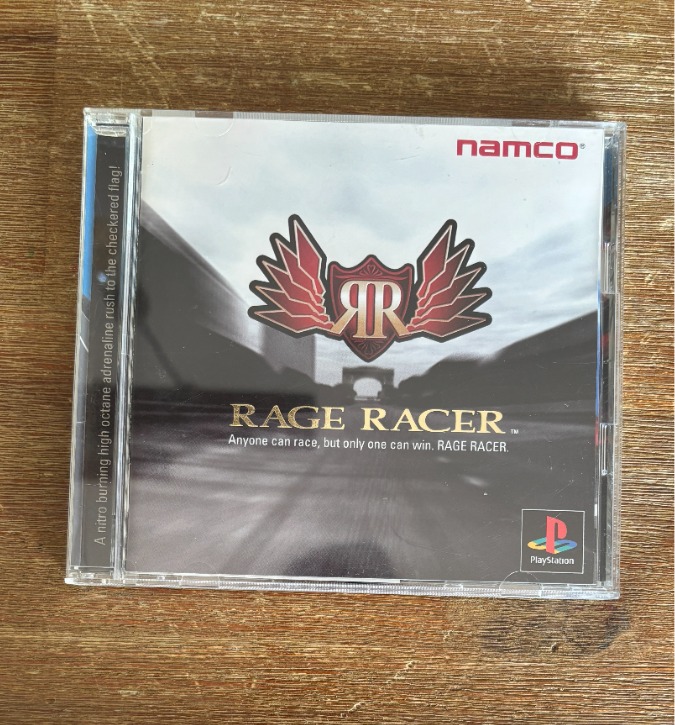 namco®
RR
RAGE RACER™
Anyone can race, but only one can win. RAGE RACER.
A nitro burning high octane adrenaline rush to the checkered flag!
PlayStation